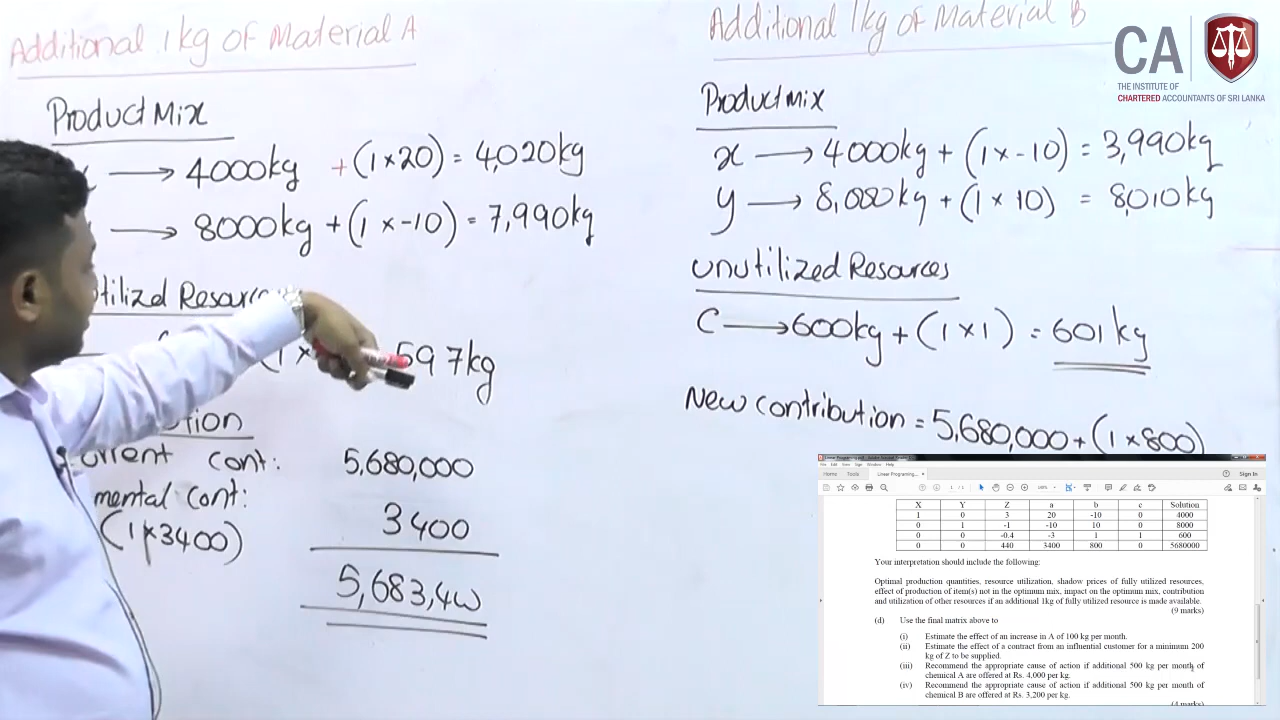 Additional 1kg of Material A
Product Mix
→ 4000kg +(1×20) = 4,020kg
→ 8000kg +(1 ×-10) = 7,990kg
tilized Resourc
(1 × 597kg
tion
current cont: 5,680,000
mental cont: 3400
(1×3400)
5,683,400
Additional 1kg of Material B
Product Mix
x → 4000kg + (1×-10) = 3,990kg
y → 8,000kg + (1 × 10) = 8,010kg
Unutilized Resources
C → 600kg + (1×1) = 601kg
New Contribution = 5,680,000 + (1×800)
CA
THE INSTITUTE OF
CHARTERED ACCOUNTANTS OF SRI LANKA
Home Tools Linear Programing... × Sign In
X Y Z a b c Solution
1 0 3 20 -10 0 4000
0 1 -1 -10 10 0 8000
0 0 -0.4 -3 1 1 600
0 0 440 3400 800 0 5680000
Your interpretation should include the following:
Optimal production quantities, resource utilization, shadow prices of fully utilized resources,
effect of production of item(s) not in the optimum mix, impact on the optimum mix, contribution
and utilization of other resources if an additional 1kg of fully utilized resource is made available.
(9 marks)
(d) Use the final matrix above to
(i) Estimate the effect of an increase in A of 100 kg per month.
(ii) Estimate the effect of a contract from an influential customer for a minimum 200
kg of Z to be supplied.
(iii) Recommend the appropriate cause of action if additional 500 kg per month of
chemical A are offered at Rs. 4,000 per kg.
(iv) Recommend the appropriate cause of action if additional 500 kg per month of
chemical B are offered at Rs. 3,200 per kg.
(4 marks)